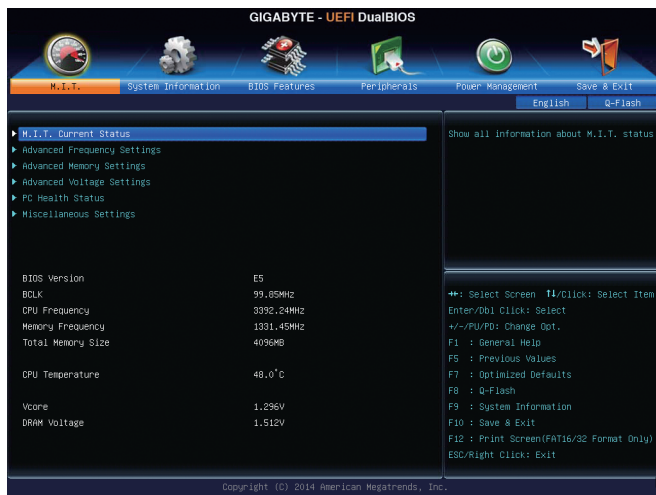 GIGABYTE - UEFI DualBIOS
M.I.T.
System Information
BIOS Features
Peripherals
Power Management
Save & Exit
English
Q-Flash
M.I.T. Current Status
Advanced Frequency Settings
Advanced Memory Settings
Advanced Voltage Settings
PC Health Status
Miscellaneous Settings
Show all information about M.I.T. status
BIOS Version E5
BCLK 99.85MHz
CPU Frequency 3392.24MHz
Memory Frequency 1331.45MHz
Total Memory Size 4096MB
CPU Temperature 48.0°C
Vcore 1.296V
DRAM Voltage 1.512V
→←: Select Screen ↑↓/Click: Select Item
Enter/Dbl Click: Select
+/-/PU/PD: Change Opt.
F1 : General Help
F5 : Previous Values
F7 : Optimized Defaults
F8 : Q-Flash
F9 : System Information
F10 : Save & Exit
F12 : Print Screen(FAT16/32 Format Only)
ESC/Right Click: Exit
Copyright (C) 2014 American Megatrends, Inc.